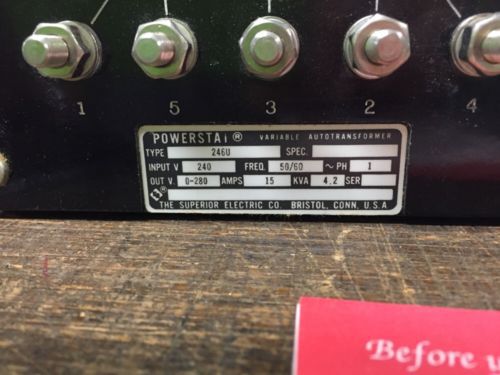 1 5 3 2 4
POWERSTAT® VARIABLE AUTOTRANSFORMER
TYPE 246U SPEC.
INPUT V 240 FREQ. 50/60 ~ PH 1
OUT V. 0-280 AMPS 15 KVA 4.2 SER
THE SUPERIOR ELECTRIC CO. BRISTOL, CONN., U.S.A.
Before